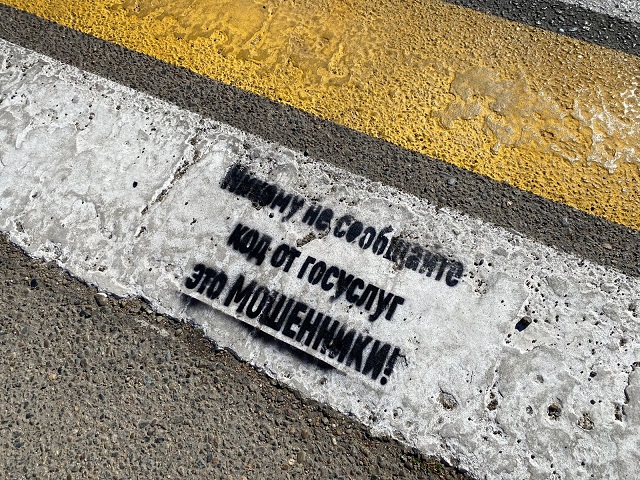 Никому не сообщайте
код от госуслуг
это МОШЕННИКИ!